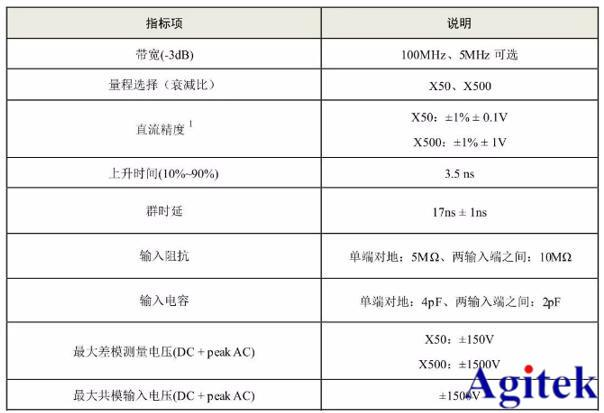 指标项 说明
带宽(-3dB) 100MHz、5MHz 可选
量程选择（衰减比） X50、X500
直流精度 1 X50：±1% ± 0.1V
X500：±1% ± 1V
上升时间(10%~90%) 3.5 ns
群时延 17ns ± 1ns
输入阻抗 单端对地：5MΩ、两输入端之间：10MΩ
输入电容 单端对地：4pF、两输入端之间：2pF
最大差模测量电压(DC + peak AC) X50：±150V
X500：±1500V
最大共模输入电压(DC + peak AC) ±1500V
Agitek